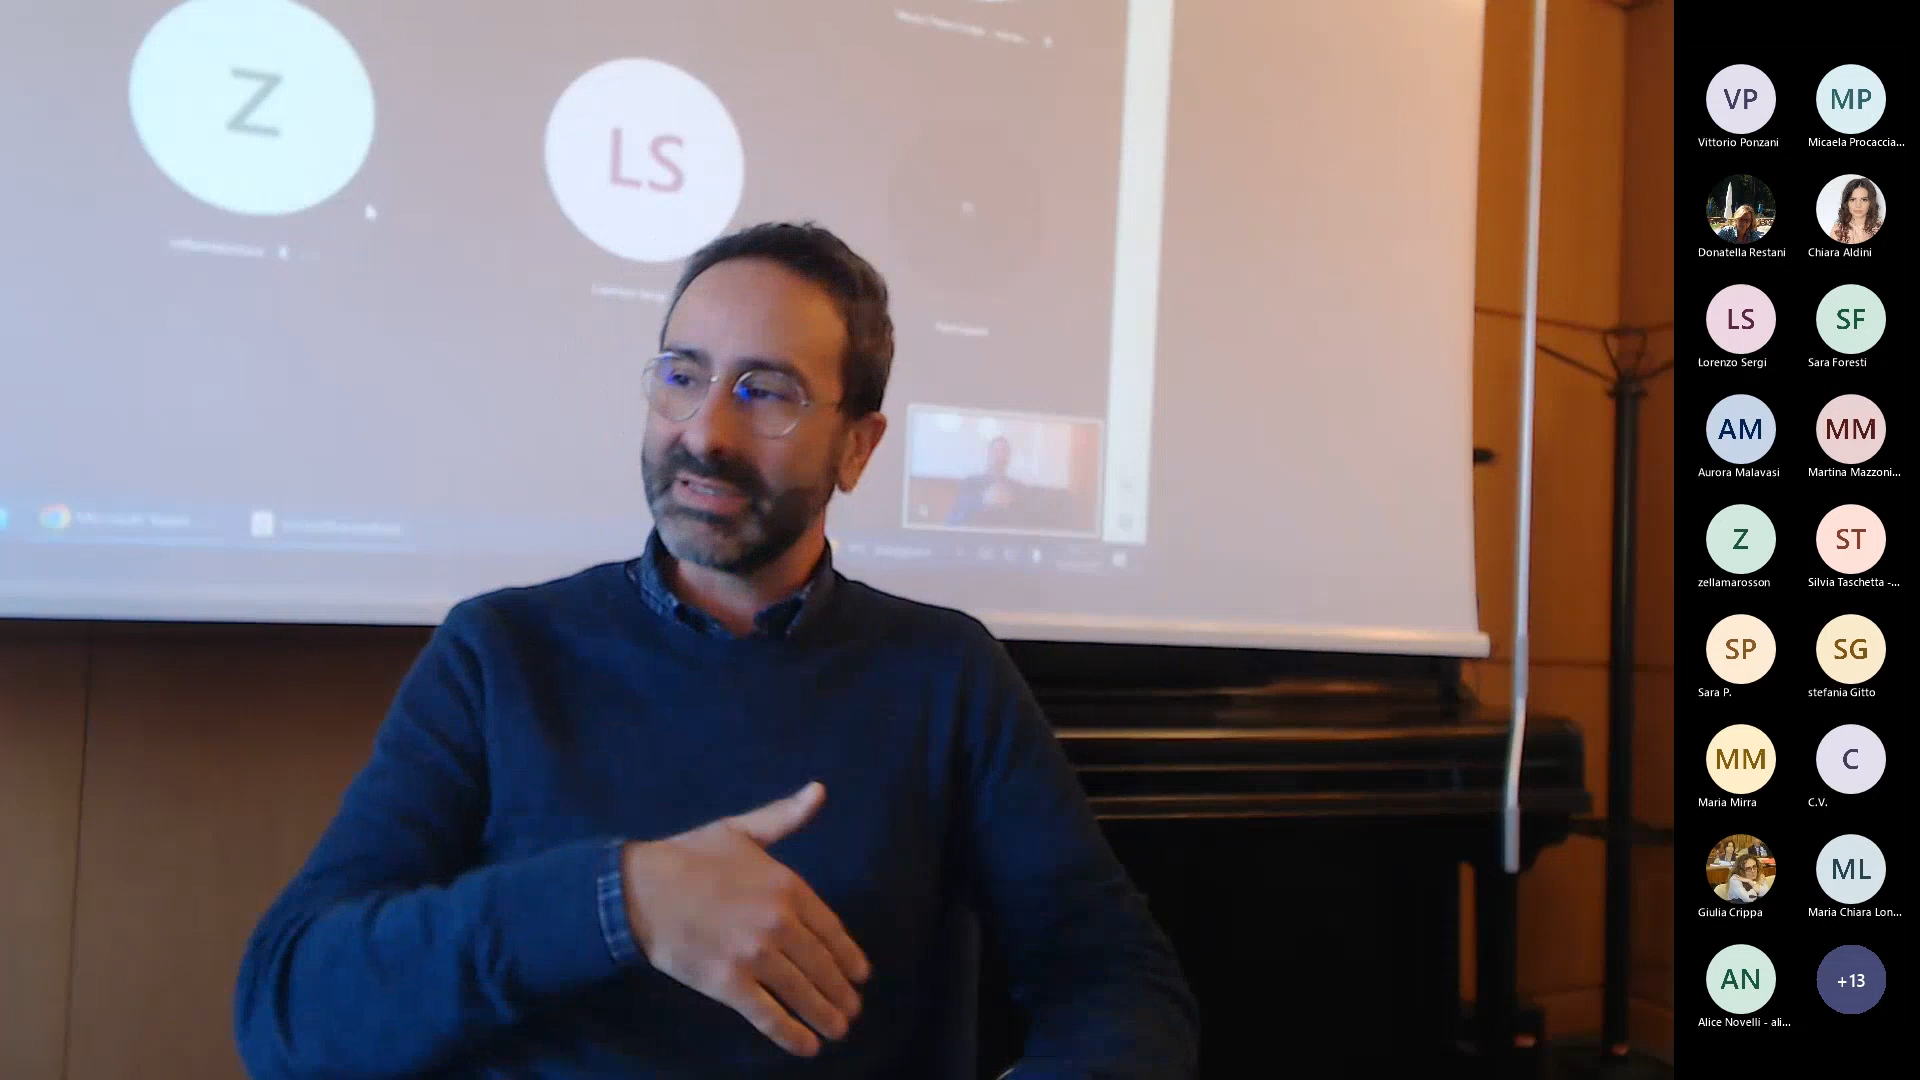 Z
LS
VP
MP
Vittorio Ponzani
Micaela Procaccia...
Donatella Restani
Chiara Aldini
LS
SF
Lorenzo Sergi
Sara Foresti
AM
MM
Aurora Malavasi
Martina Mazzoni...
Z
ST
zellamarosson
Silvia Taschetta -...
SP
SG
Sara P.
stefania Gitto
MM
C
Maria Mirra
C.V.
ML
Giulia Crippa
Maria Chiara Lon...
AN
+13
Alice Novelli - ali...